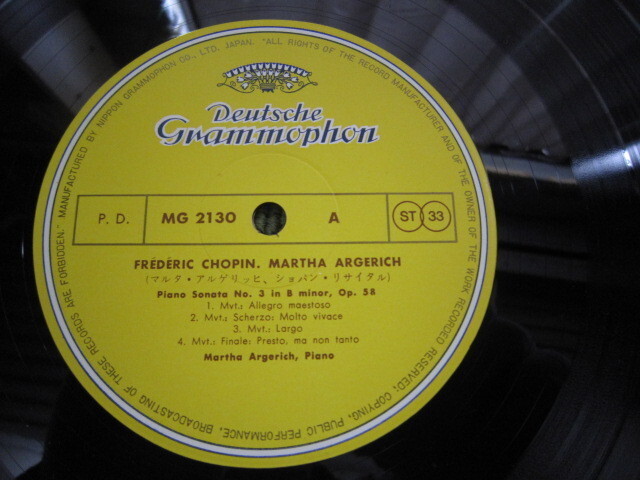 MANUFACTURED BY NIPPON GRAMMOPHON CO., LTD. JAPAN. "ALL RIGHTS OF THE RECORD MANUFACTURER AND OF THE OWNER OF THE WORK RECORDED RESERVED; COPYING, PUBLIC PERFORMANCE, BROADCASTING OF THESE RECORDS ARE FORBIDDEN."
Deutsche
Grammophon
P. D. MG 2130 A ST 33
FRÉDÉRIC CHOPIN. MARTHA ARGERICH
(マルタ・アルゲリッヒ、ショパン・リサイタル)
Piano Sonata No. 3 in B minor, Op. 58
1. Mvt.: Allegro maestoso
2. Mvt.: Scherzo: Molto vivace
3. Mvt.: Largo
4. Mvt.: Finale: Presto, ma non tanto
Martha Argerich, Piano